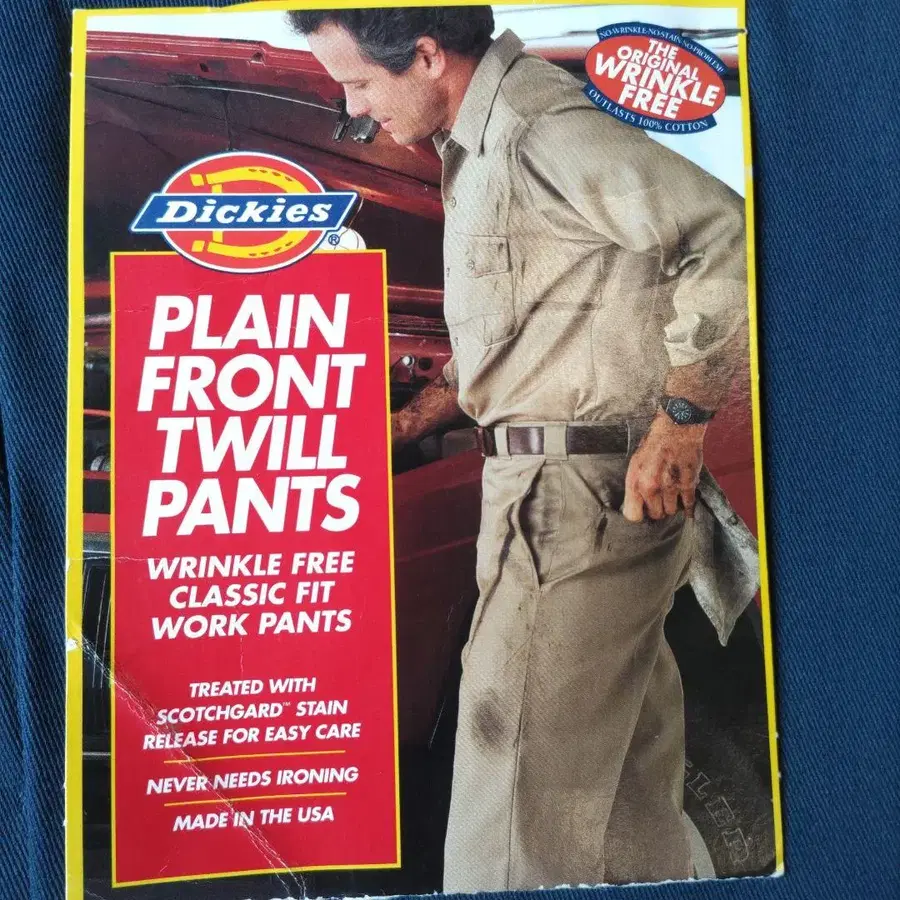 NO-WRINKLE·NO-STAIN·NO-PROBLEM!
THE
ORIGINAL
WRINKLE
FREE
OUTLASTS 100% COTTON
Dickies®
PLAIN
FRONT
TWILL
PANTS
WRINKLE FREE
CLASSIC FIT
WORK PANTS
TREATED WITH
SCOTCHGARD™ STAIN
RELEASE FOR EASY CARE
NEVER NEEDS IRONING
MADE IN THE USA